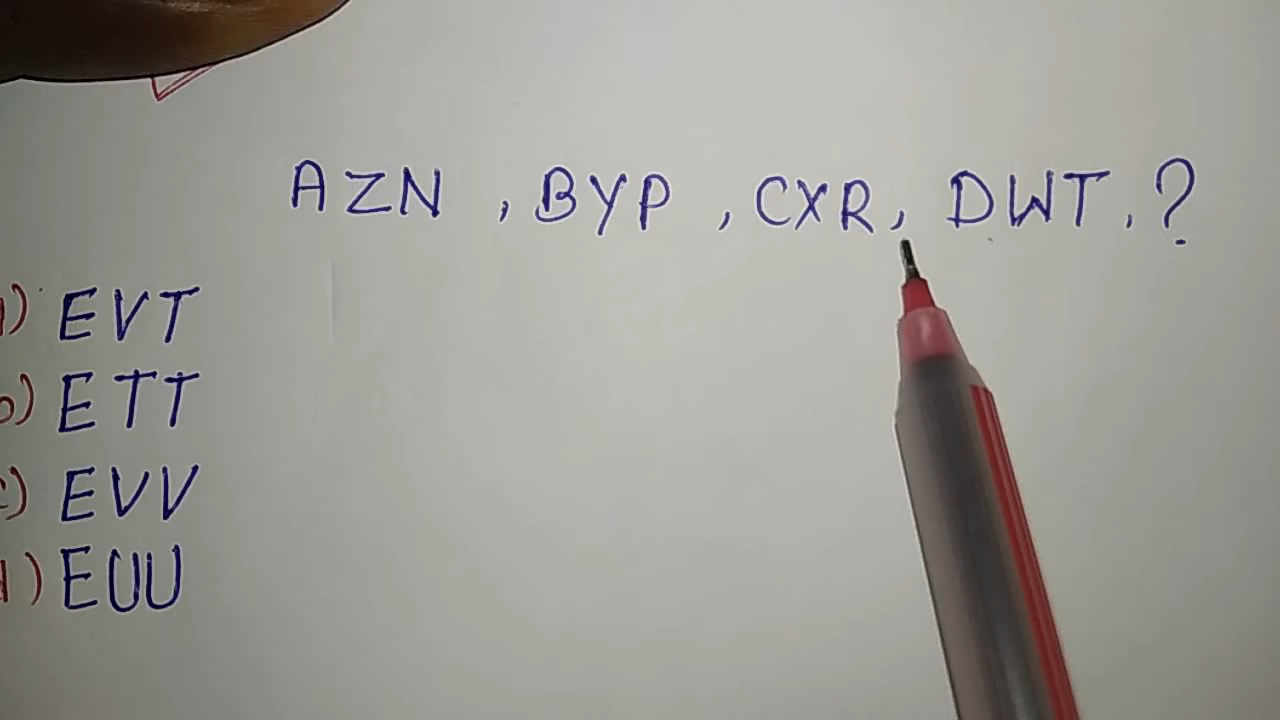 AZN , BYP , CXR, DWT. ?
a) EVT
b) ETT
c) EVV
d) EUU